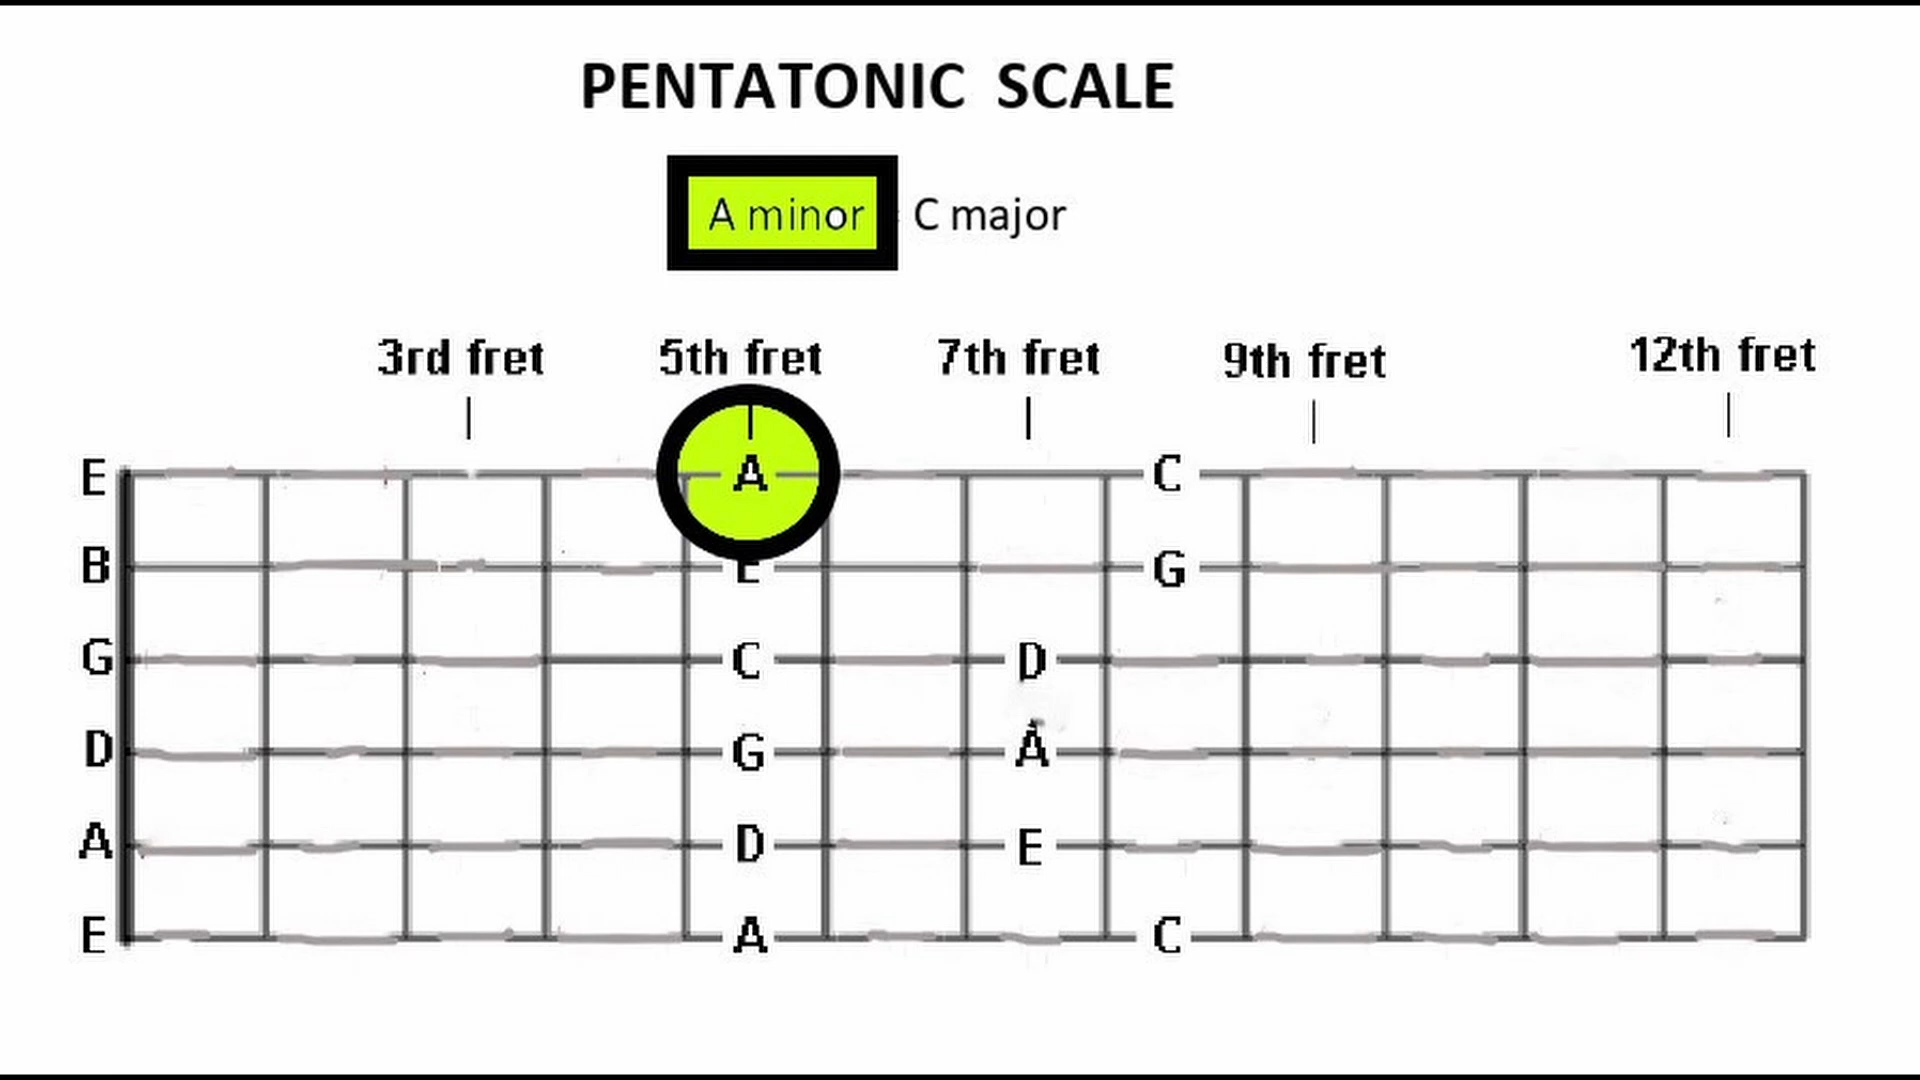 PENTATONIC SCALE
A minor C major
3rd fret 5th fret 7th fret 9th fret 12th fret
E A C
B E G
G C D
D G A
A D E
E A C